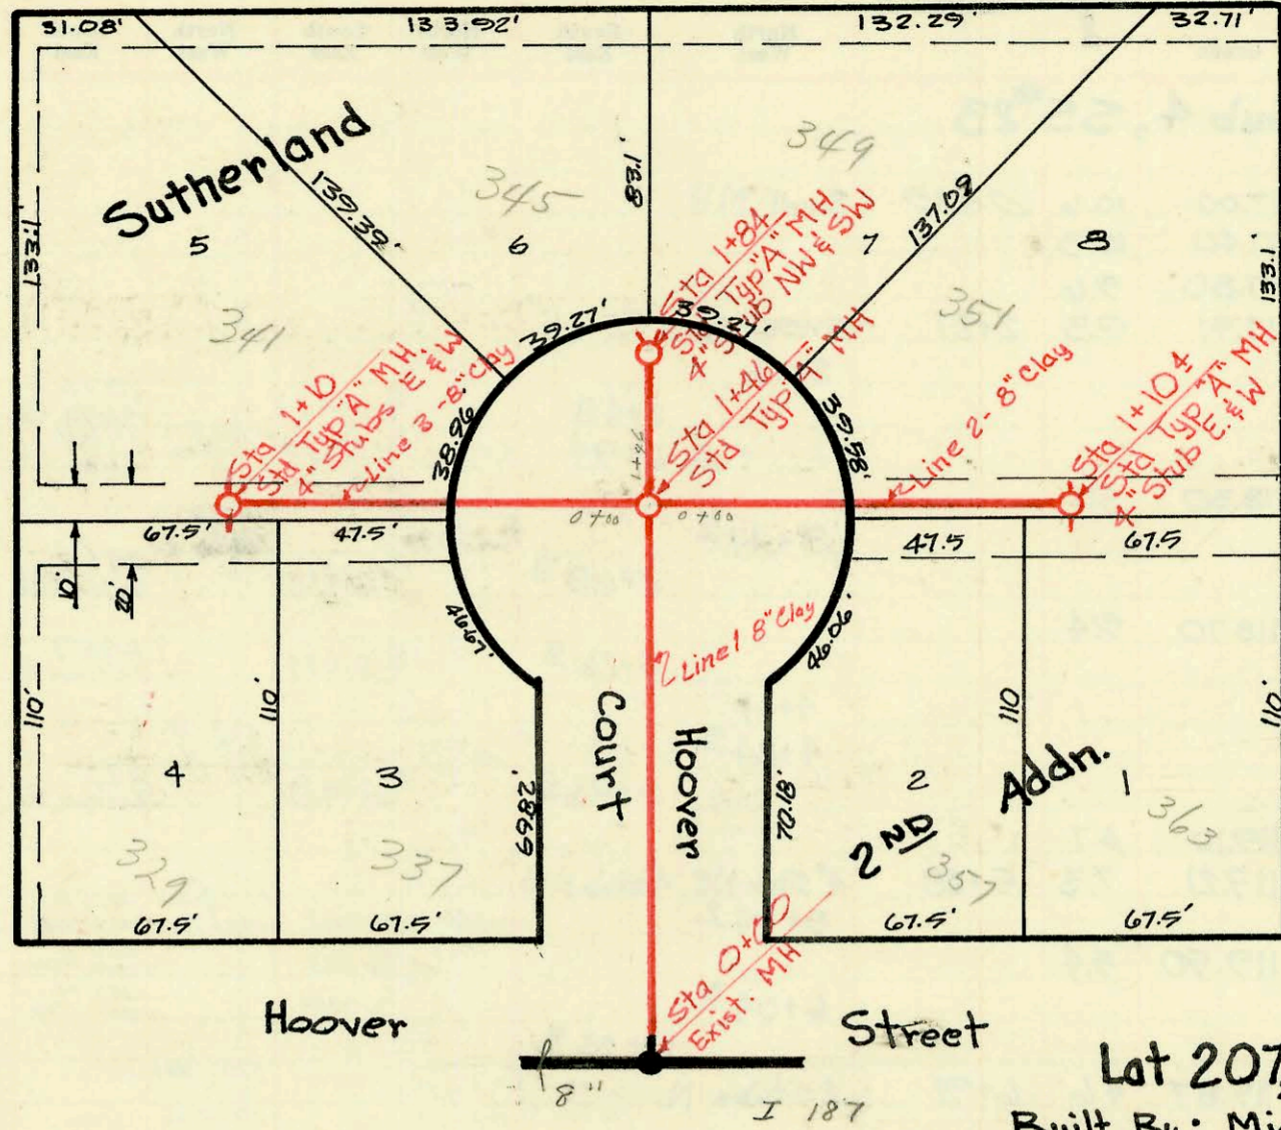 31.08'
133.92'
132.29'
32.71'
Sutherland
349
345
133.1'
139.39'
83.1'
137.09
133.1'
5
6
7
8
341
351
Sta 1+84
Std Typ "A" MH.
4" Stub NW & SW
39.27'
39.27'
Sta 1+10
Std Typ "A" MH.
4" Stubs E & W
Line 3 - 8" Clay
Sta 1+46
Std Typ "A" MH
Line 2 - 8" Clay
Sta 1+104
Std Typ "A" MH
4" Stub E. & W
38.96
39.58'
1+46
0+00
0+00
67.5'
47.5'
47.5
67.5
10'
20'
46.67'
46.06'
Line 1 8" Clay
110'
110'
110
110'
Court
Hoover
4
3
2
1
69.82'
70.18'
2ND Addn.
329
337
357
363
67.5'
67.5'
67.5'
67.5'
Sta 0+00
Exist. MH
Hoover
Street
8"
I 187
Lot 207
Built By: Mi